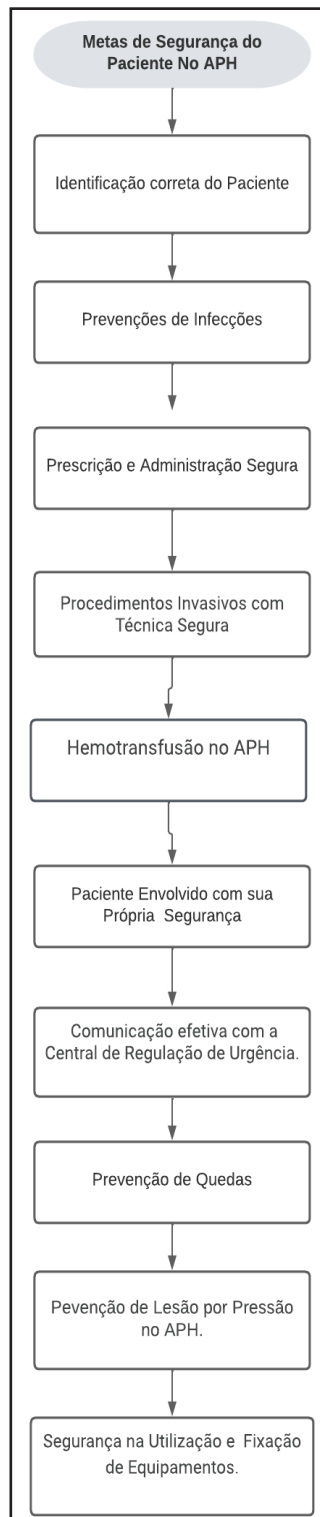 Metas de Segurança do
Paciente No APH
Identificação correta do Paciente
Prevenções de Infecções
Prescrição e Administração Segura
Procedimentos Invasivos com
Técnica Segura
Hemotransfusão no APH
Paciente Envolvido com sua
Própria Segurança
Comunicação efetiva com a
Central de Regulação de Urgência.
Prevenção de Quedas
Pevenção de Lesão por Pressão
no APH.
Segurança na Utilização e Fixação
de Equipamentos.